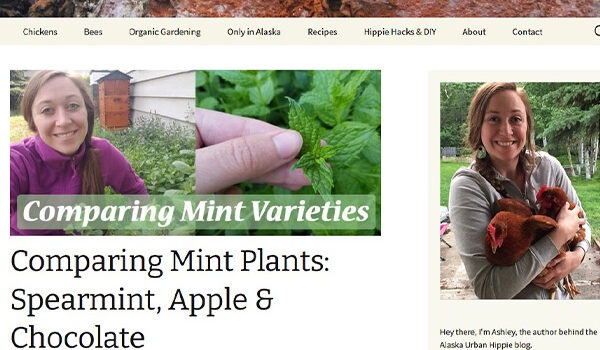 Chickens Bees Organic Gardening Only in Alaska Recipes Hippie Hacks & DIY About Contact
Comparing Mint Varieties
Comparing Mint Plants:
Spearmint, Apple &
Chocolate
Hey there, I'm Ashley, the author behind the
Alaska Urban Hippie blog.